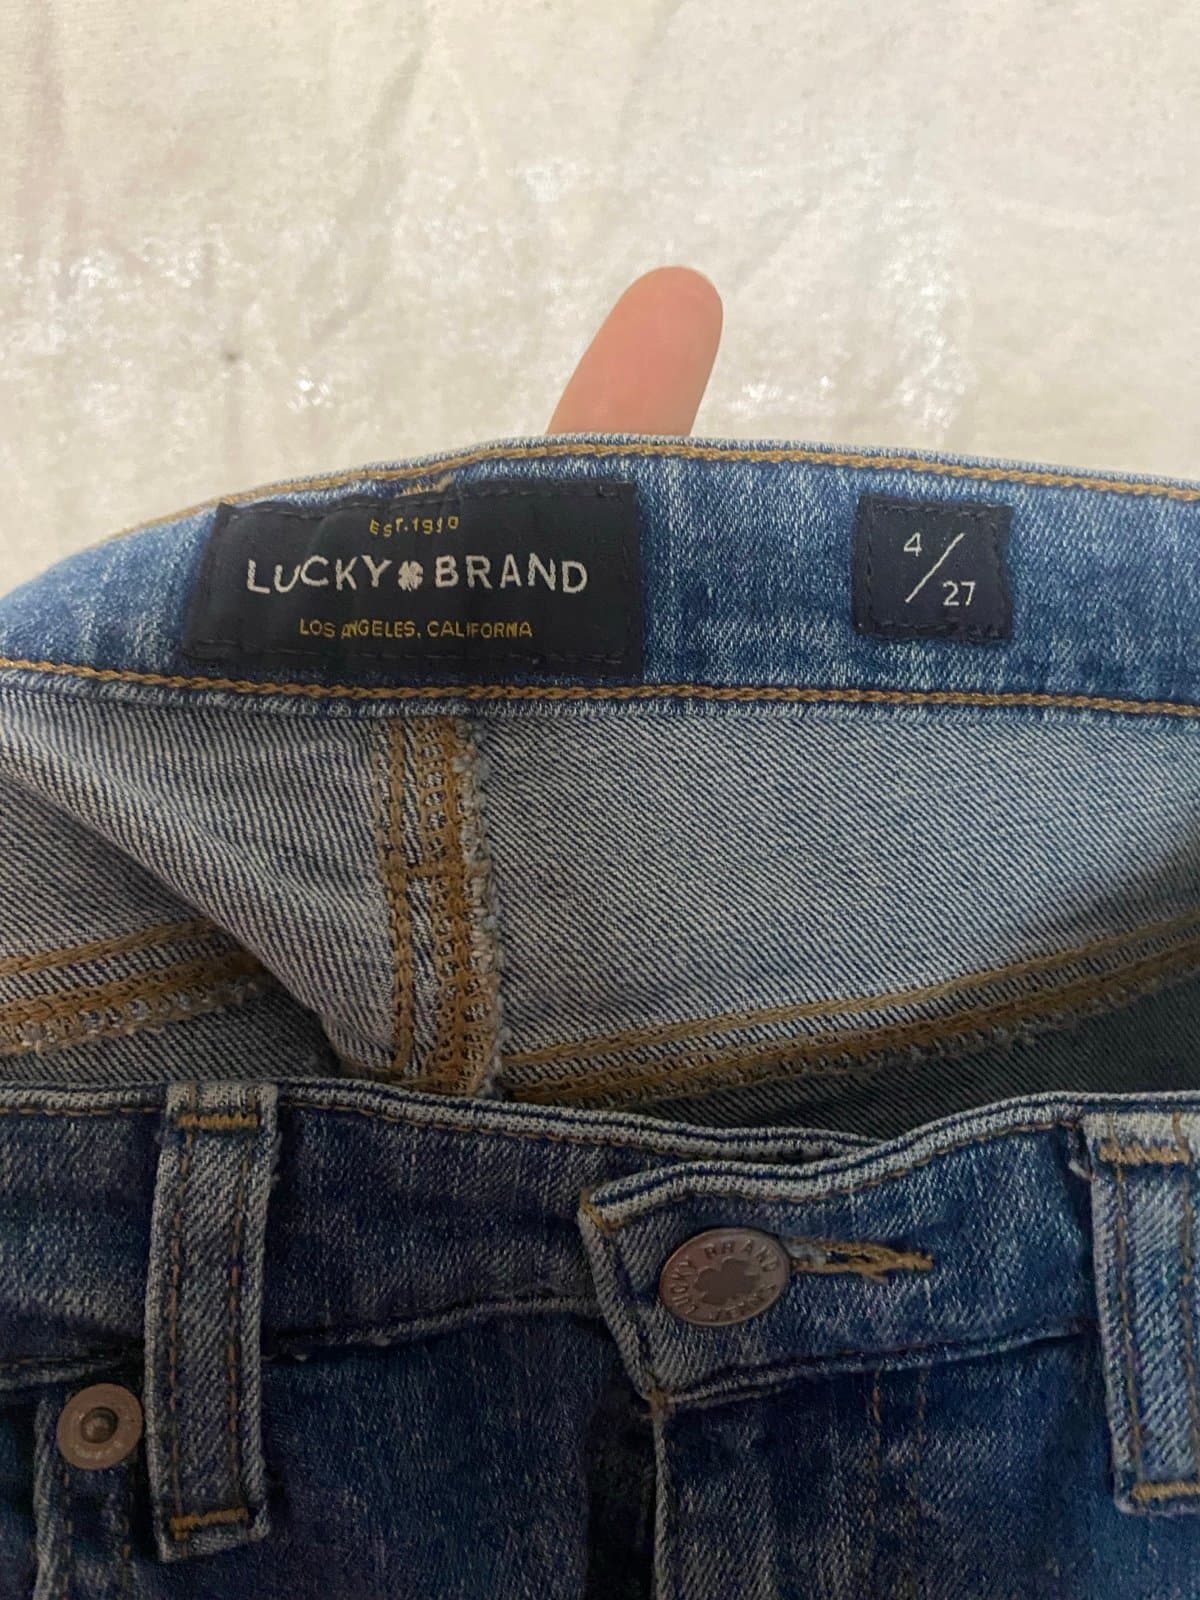 EST.1990
LUCKY BRAND
LOS ANGELES, CALIFORNIA
4/27
LUCKY BRAND